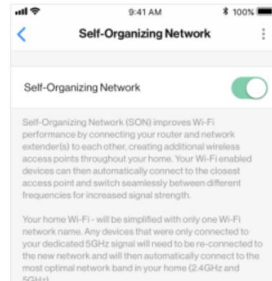 9:41 AM
100%
Self-Organizing Network
Self-Organizing Network
Self-Organizing Network (SON) improves Wi-Fi
performance by connecting your router and network
extender(s) to each other, creating additional wireless
access points throughout your home. Your Wi-Fi enabled
devices can then automatically connect to the closest
access point and switch seamlessly between different
frequencies for increased signal strength.
Your home Wi-Fi - will be simplified with only one Wi-Fi
network name. Any devices that were only connected to
your dedicated 5GHz signal will need to be re-connected to
the new network and will then automatically connect to the
most optimal network band in your home (2.4GHz and
5GHz).